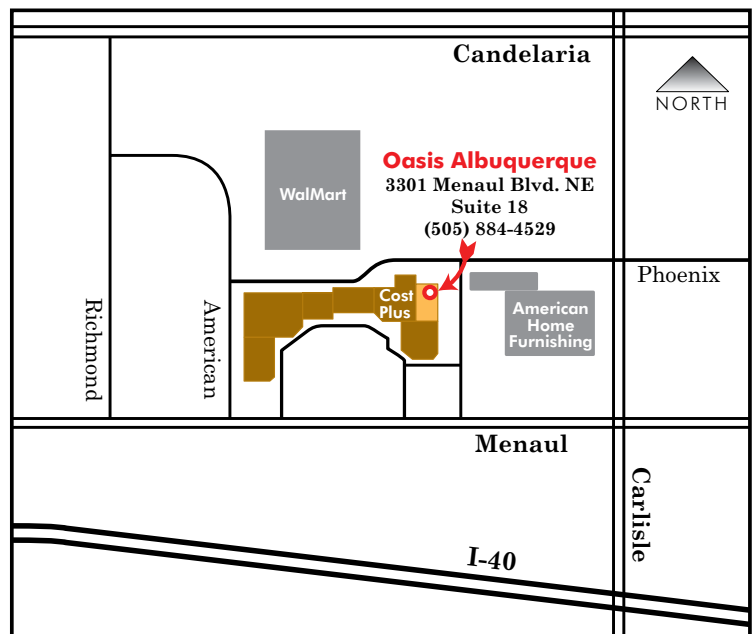 Candelaria
NORTH
Oasis Albuquerque
3301 Menaul Blvd. NE
Suite 18
(505) 884-4529
WalMart
Phoenix
Cost
Plus
American
Home
Furnishing
Richmond
American
Menaul
Carlisle
I-40